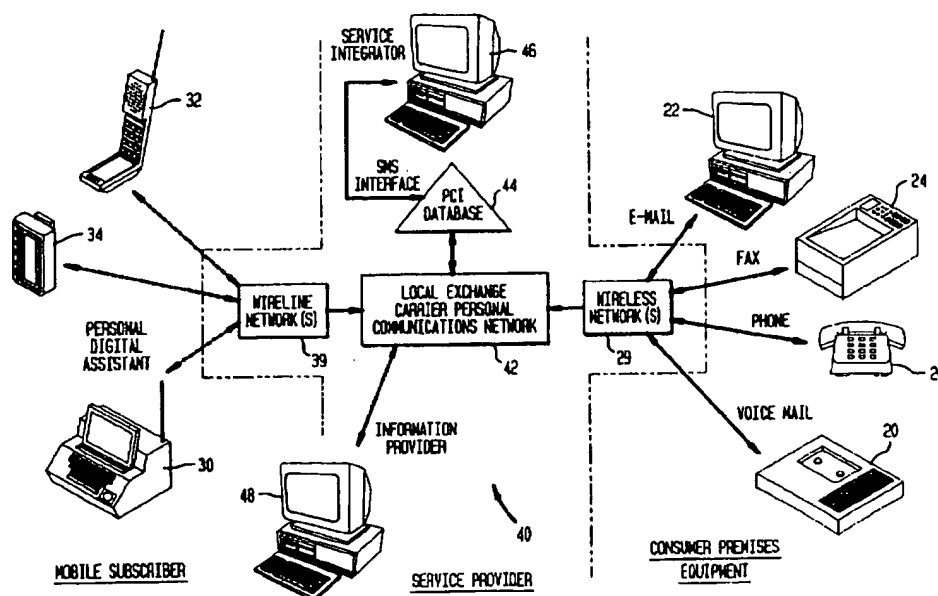 SERVICE
INTEGRATOR
46
32
22
24
SMS
INTERFACE
44
PCI
DATABASE
E-MAIL
34
FAX
WIRELINE
NETWORK(S)
39
LOCAL EXCHANGE
CARRIER PERSONAL
COMMUNICATIONS NETWORK
42
WIRELESS
NETWORK(S)
29
PHONE
PERSONAL
DIGITAL
ASSISTANT
2
VOICE MAIL
20
INFORMATION
PROVIDER
30
48
40
MOBILE SUBSCRIBER
SERVICE PROVIDER
CONSUMER PREMISES
EQUIPMENT